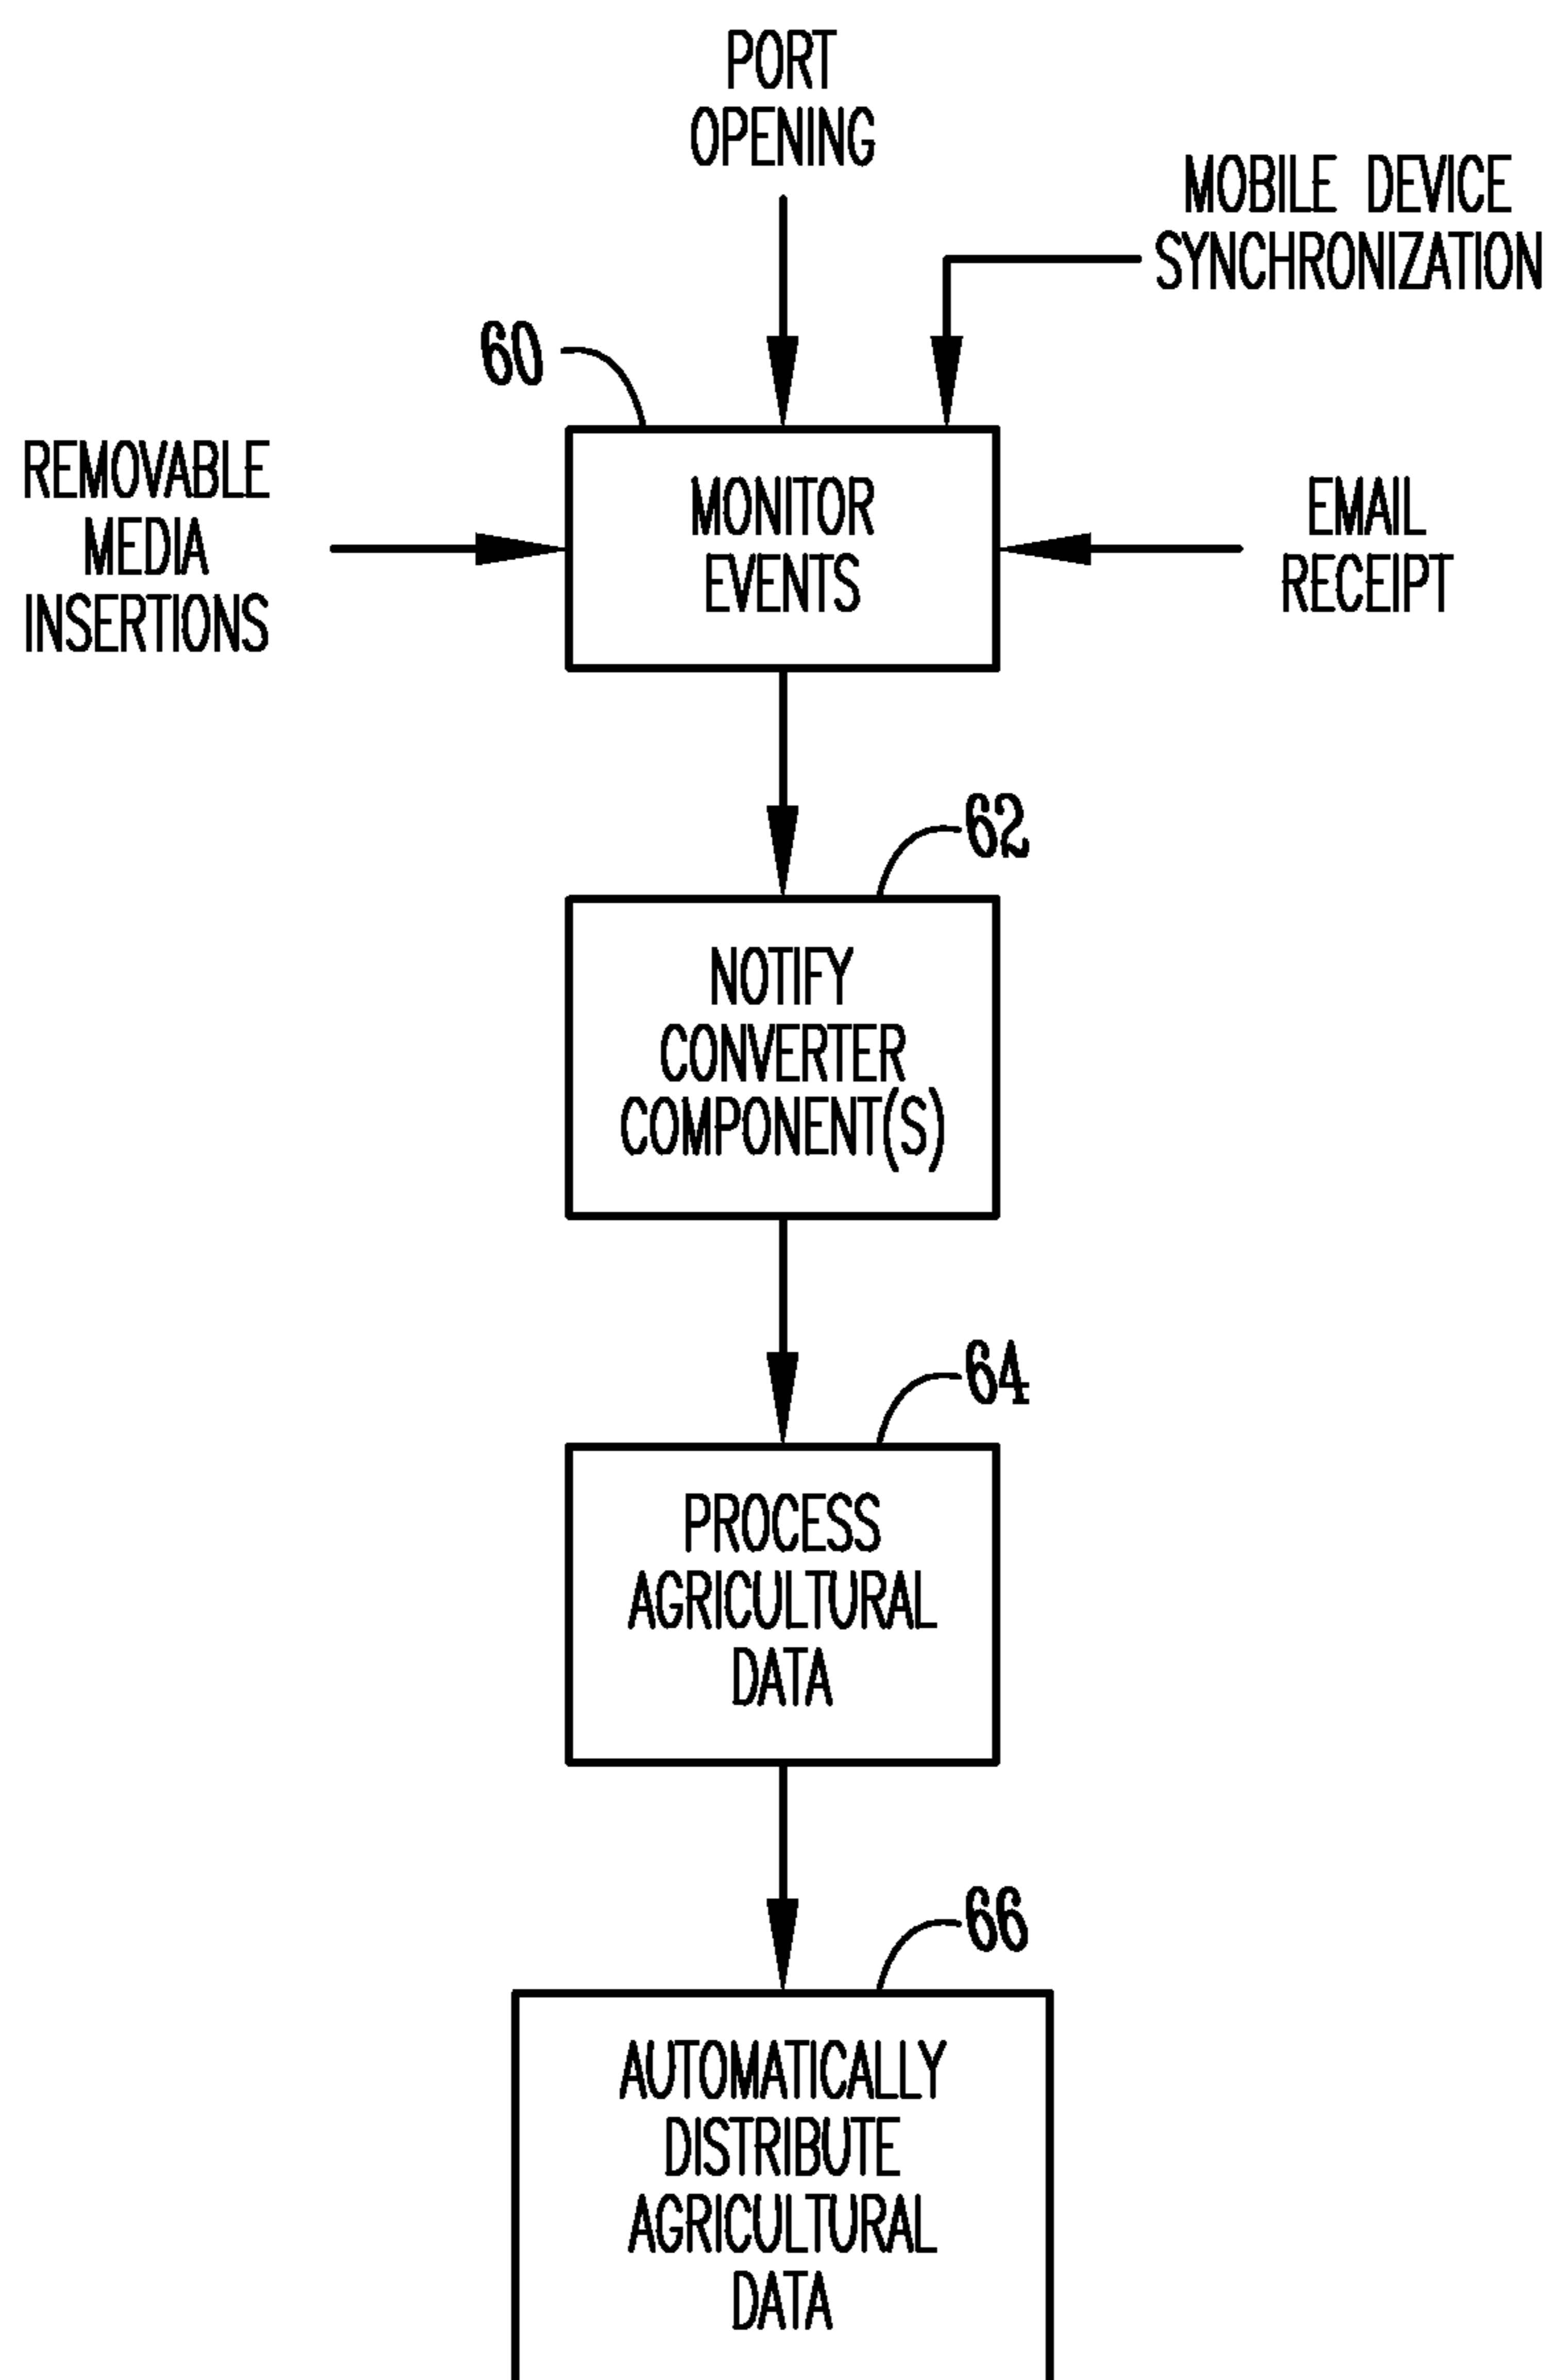 PORT
OPENING
MOBILE DEVICE
SYNCHRONIZATION
60
REMOVABLE
MEDIA
INSERTIONS
MONITOR
EVENTS
EMAIL
RECEIPT
62
NOTIFY
CONVERTER
COMPONENT(S)
64
PROCESS
AGRICULTURAL
DATA
66
AUTOMATICALLY
DISTRIBUTE
AGRICULTURAL
DATA